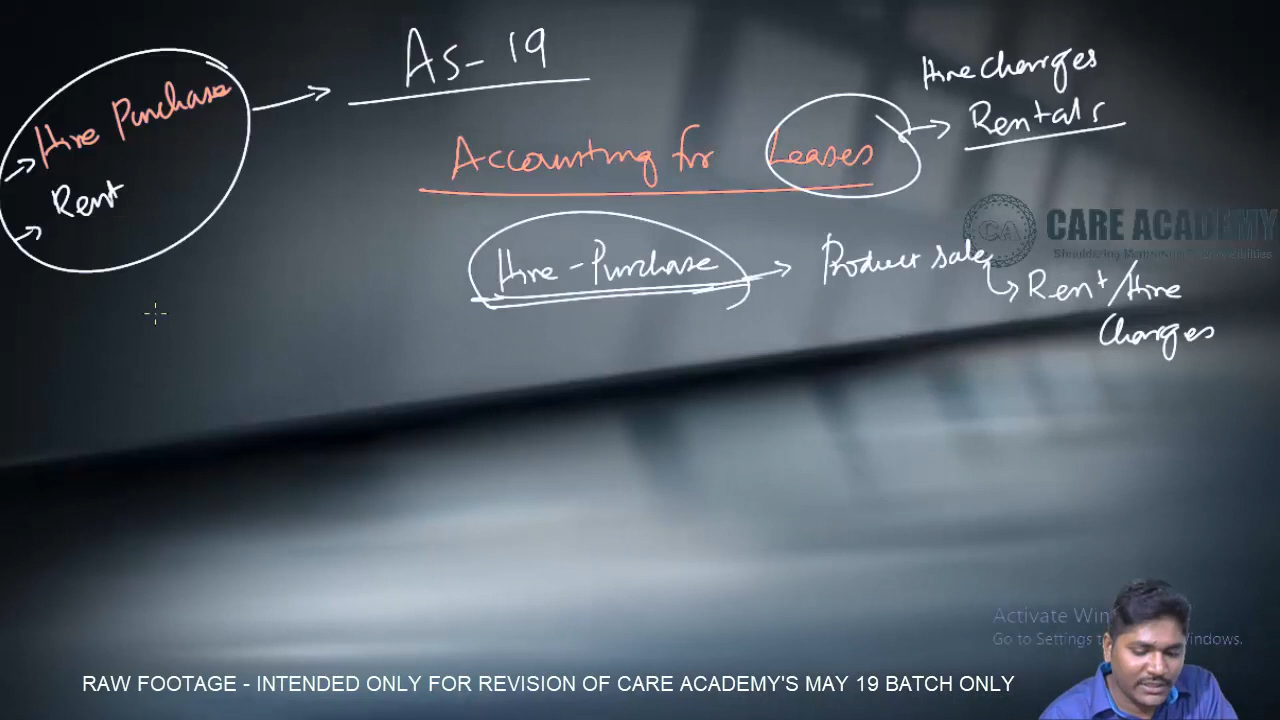 AS-19
Hire Purchase
Rent
Accounting for Leases
Hire Charges
Rentals
Hire-Purchase
Product sale
Rent/Hire
Charges
CARE ACADEMY
CA
Activate Win
Go to Settings t indows.
RAW FOOTAGE - INTENDED ONLY FOR REVISION OF CARE ACADEMY'S MAY 19 BATCH ONLY